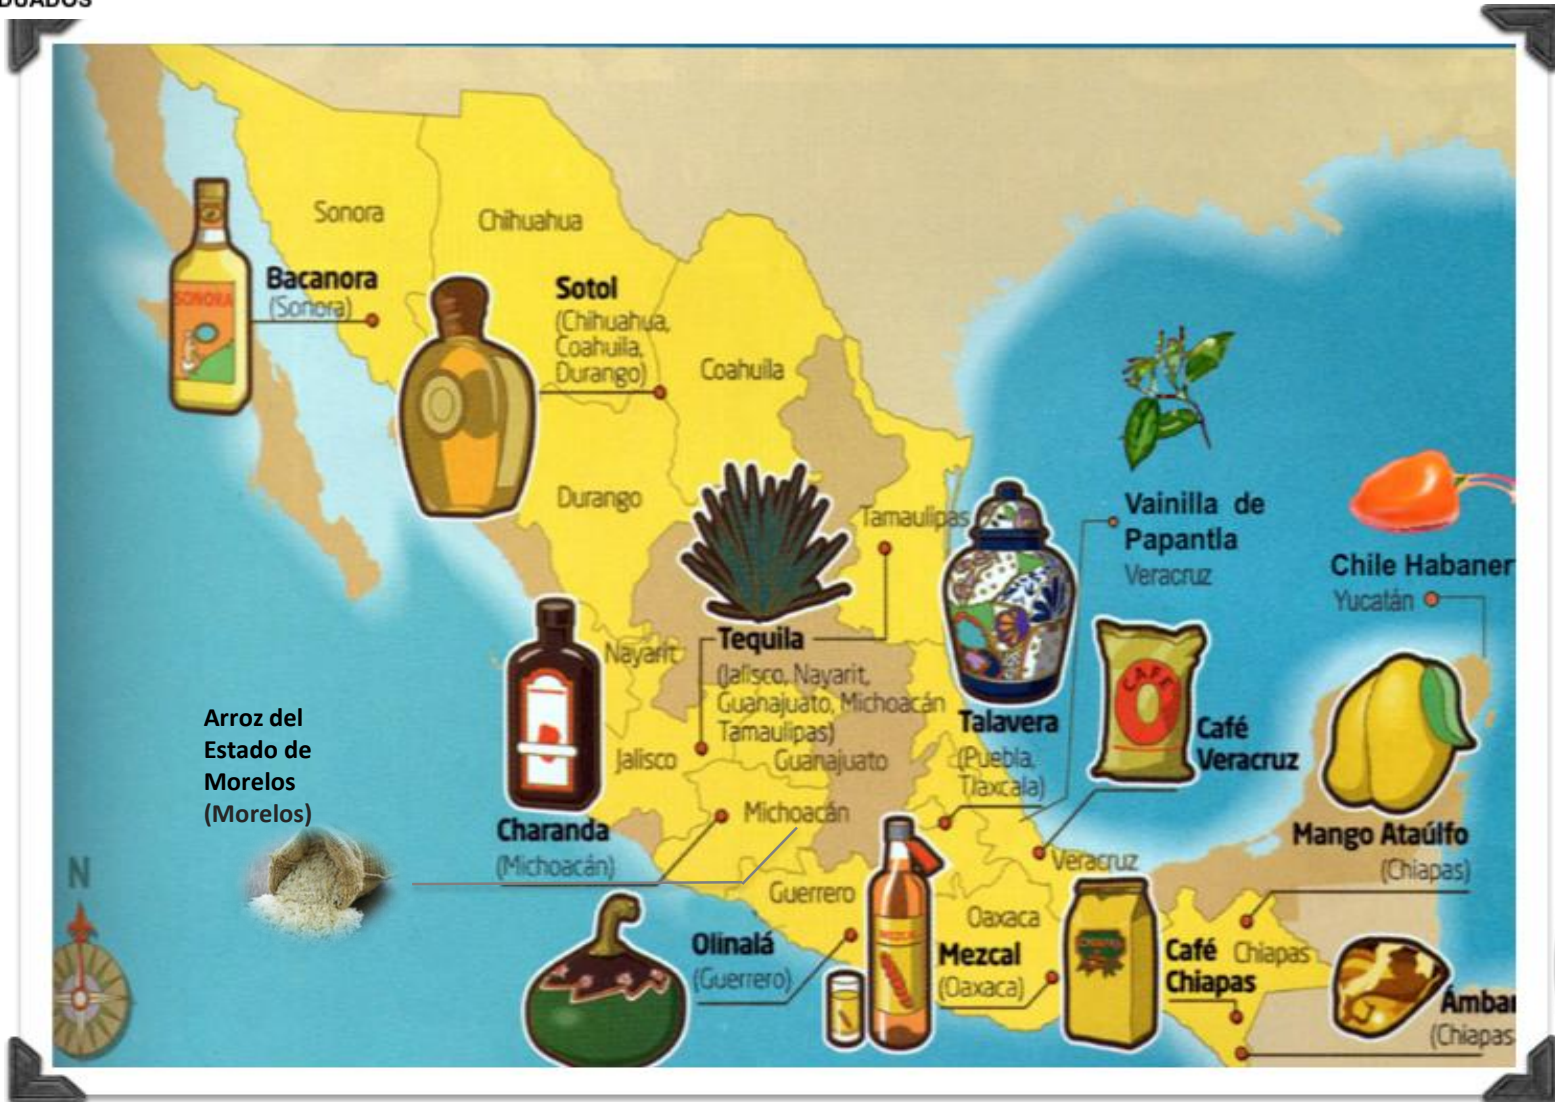 Sonora
Chihuahua
SONORA
Bacanora
(Sonora)
Sotol
(Chihuahua,
Coahuila,
Durango)
Coahuila
Durango
Tamaulipas
Vainilla de
Papantla
Veracruz
Chile Habaner
Yucatán
Tequila
(Jalisco, Nayarit,
Guanajuato, Michoacán
Tamaulipas)
Nayarit
Jalisco
Guanajuato
Talavera
(Puebla,
Tlaxcala)
CAFÉ
Café
Veracruz
Arroz del
Estado de
Morelos
(Morelos)
Michoacán
Charanda
(Michoacán)
Mango Ataúlfo
(Chiapas)
Veracruz
Guerrero
Oaxaca
N
Olinalá
(Guerrero)
MEZCAL
Mezcal
(Oaxaca)
Café
Chiapas
Chiapas
Ámbar
(Chiapas